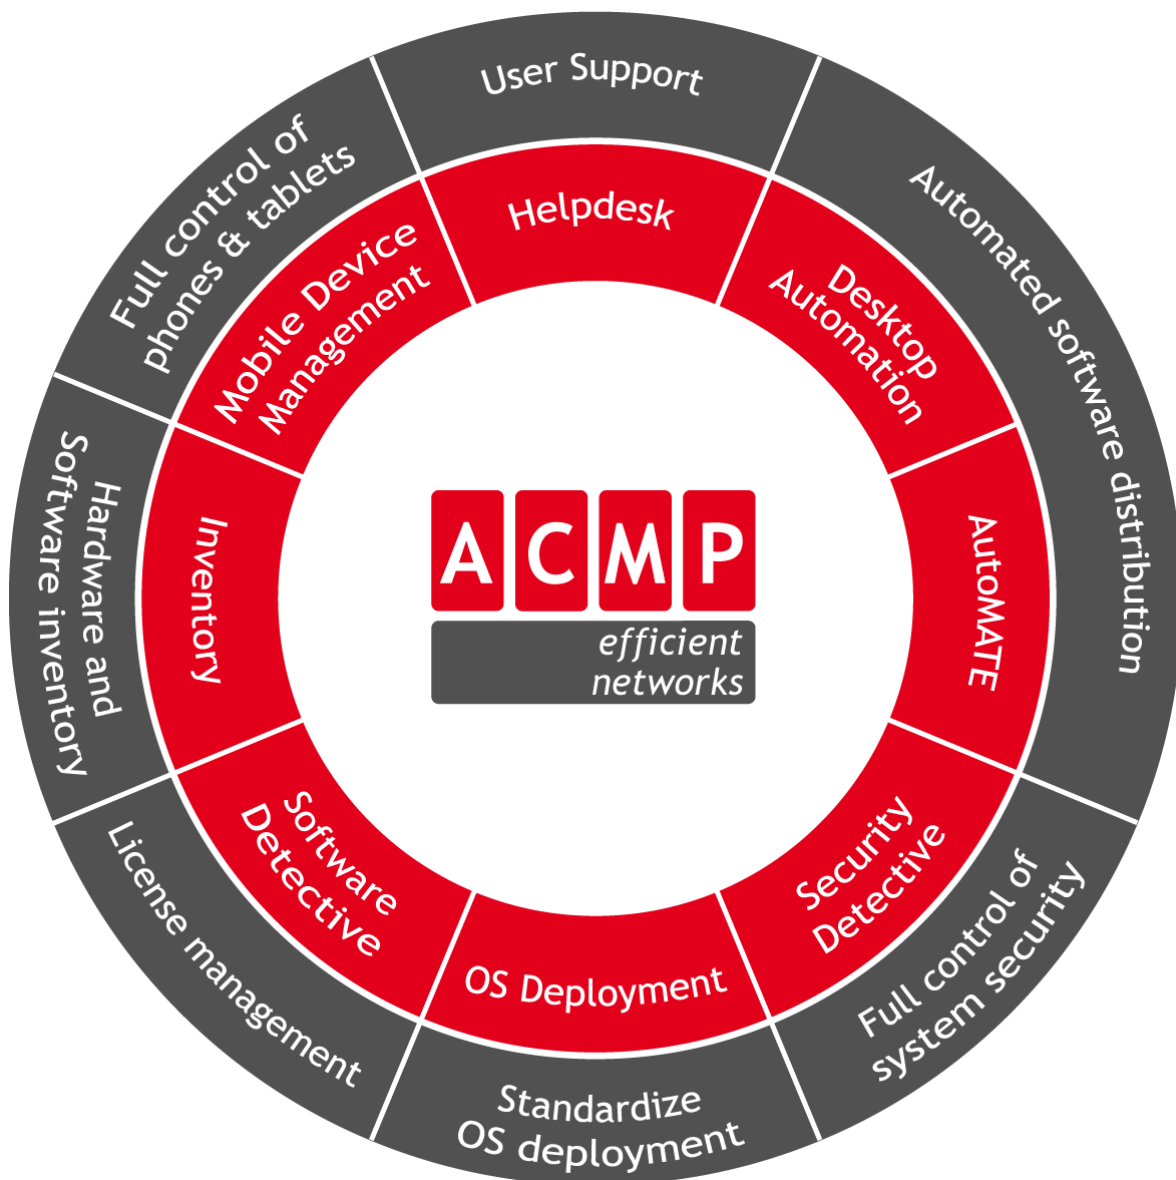 User Support
Automated software distribution
Full control of
system security
Standardize
OS deployment
License management
Hardware and
Software inventory
Full control of
phones & tablets
Helpdesk
Desktop
Automation
AutoMATE
Security
Detective
OS Deployment
Software
Detective
Inventory
Mobile Device
Management
ACMP
efficient
networks